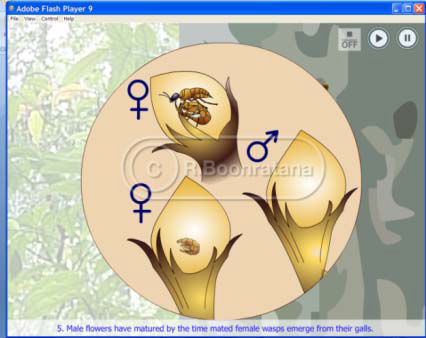 Adobe Flash Player 9
File View Control Help
OFF
© R.Boonratana
5. Male flowers have matured by the time mated female wasps emerge from their galls.